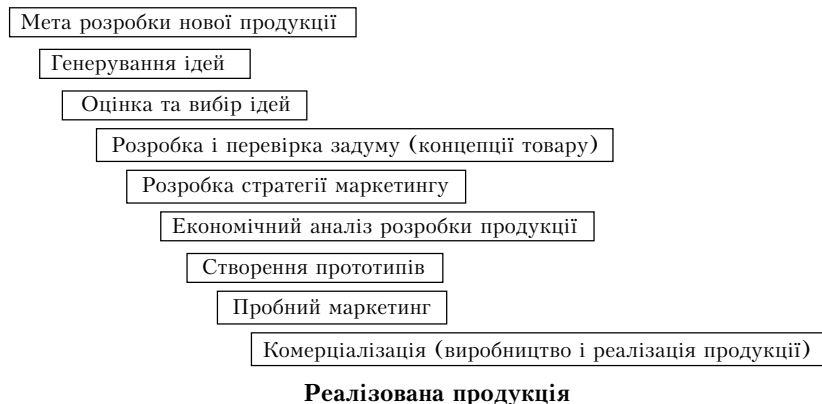 Мета розробки нової продукції
Генерування ідей
Оцінка та вибір ідей
Розробка і перевірка задуму (концепції товару)
Розробка стратегії маркетингу
Економічний аналіз розробки продукції
Створення прототипів
Пробний маркетинг
Комерціалізація (виробництво і реалізація продукції)
Реалізована продукція